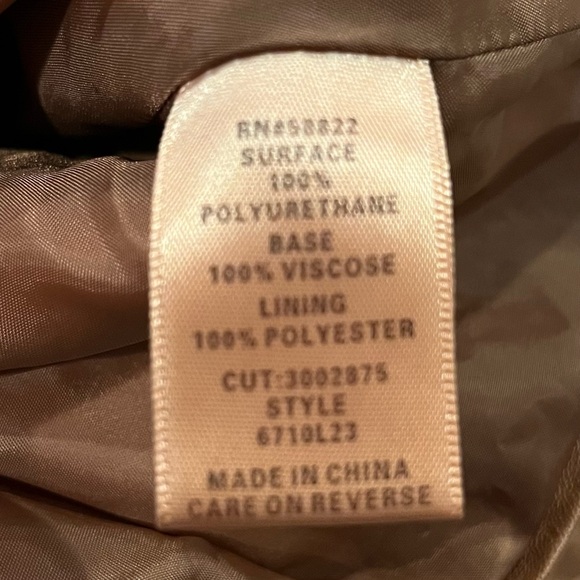 RN#58822
SURFACE
100%
POLYURETHANE
BASE
100% VISCOSE
LINING
100% POLYESTER
CUT:3002875
STYLE
6710L23
MADE IN CHINA
CARE ON REVERSE